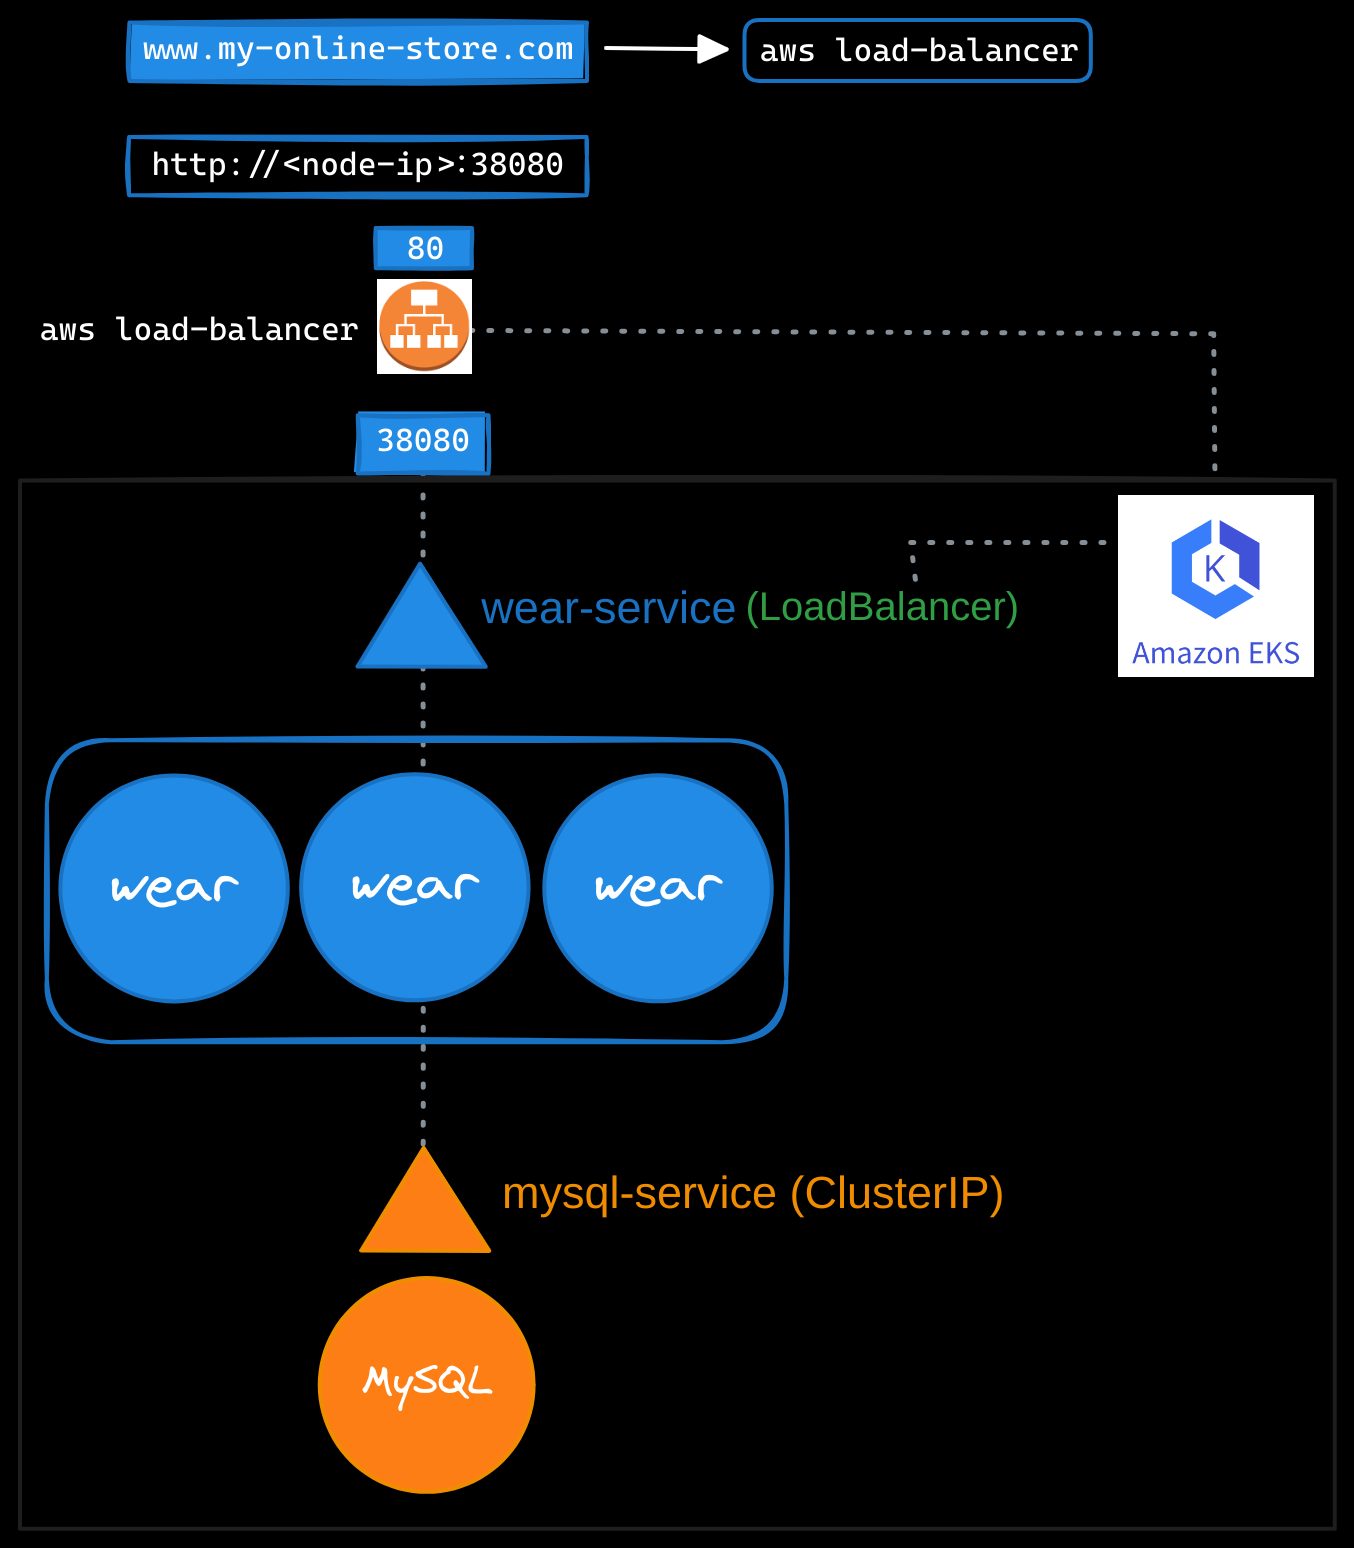 www.my-online-store.com
aws load-balancer
http://<node-ip>:38080
80
aws load-balancer
38080
wear-service (LoadBalancer)
K
Amazon EKS
wear
wear
wear
mysql-service (ClusterIP)
MySQL